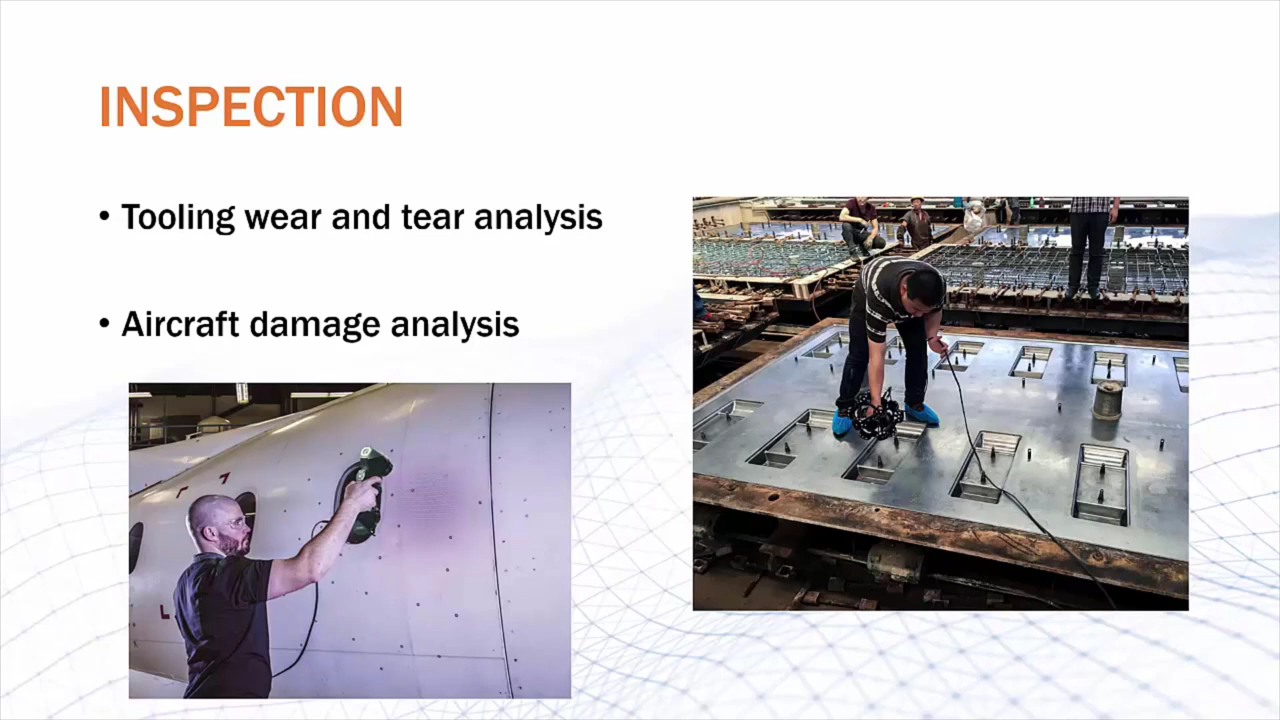 INSPECTION
• Tooling wear and tear analysis
• Aircraft damage analysis